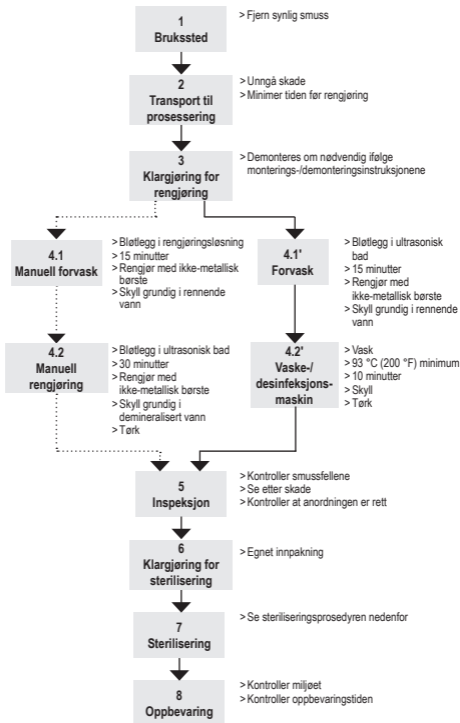 1
Brukssted
> Fjern synlig smuss
2
Transport til
prosessering
> Unngå skade
> Minimer tiden før rengjøring
3
Klargjøring for
rengjøring
> Demonteres om nødvendig ifølge
monterings-/demonteringsinstruksjonene
4.1
Manuell forvask
> Bløtlegg i rengjøringsløsning
> 15 minutter
> Rengjør med ikke-metallisk
børste
> Skyll grundig i rennende
vann
4.1'
Forvask
> Bløtlegg i ultrasonisk
bad
> 15 minutter
> Rengjør med
ikke-metallisk børste
> Skyll grundig i rennende
vann
4.2
Manuell
rengjøring
> Bløtlegg i ultrasonisk bad
> 30 minutter
> Rengjør med
ikke-metallisk børste
> Skyll grundig i
demineralisert vann
> Tørk
4.2'
Vaske-/
desinfeksjons-
maskin
> Vask
> 93 °C (200 °F) minimum
> 10 minutter
> Skyll
> Tørk
5
Inspeksjon
> Kontroller smussfellene
> Se etter skade
> Kontroller at anordningen er rett
6
Klargjøring for
sterilisering
> Egnet innpakning
7
Sterilisering
> Se steriliseringsprosedyren nedenfor
8
Oppbevaring
> Kontroller miljøet
> Kontroller oppbevaringstiden